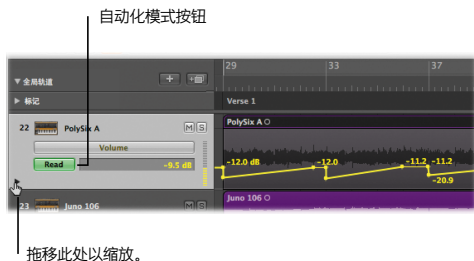 自动化模式按钮
29 33 37
▼全局轨道
▶标记 Verse 1
22 PolySix A M S PolySix A
Volume
Read -9.5 dB -12.0 dB -12.0 -11.2 -11.2
-20.9
23 Juno 106 M S Juno 106
拖移此处以缩放。